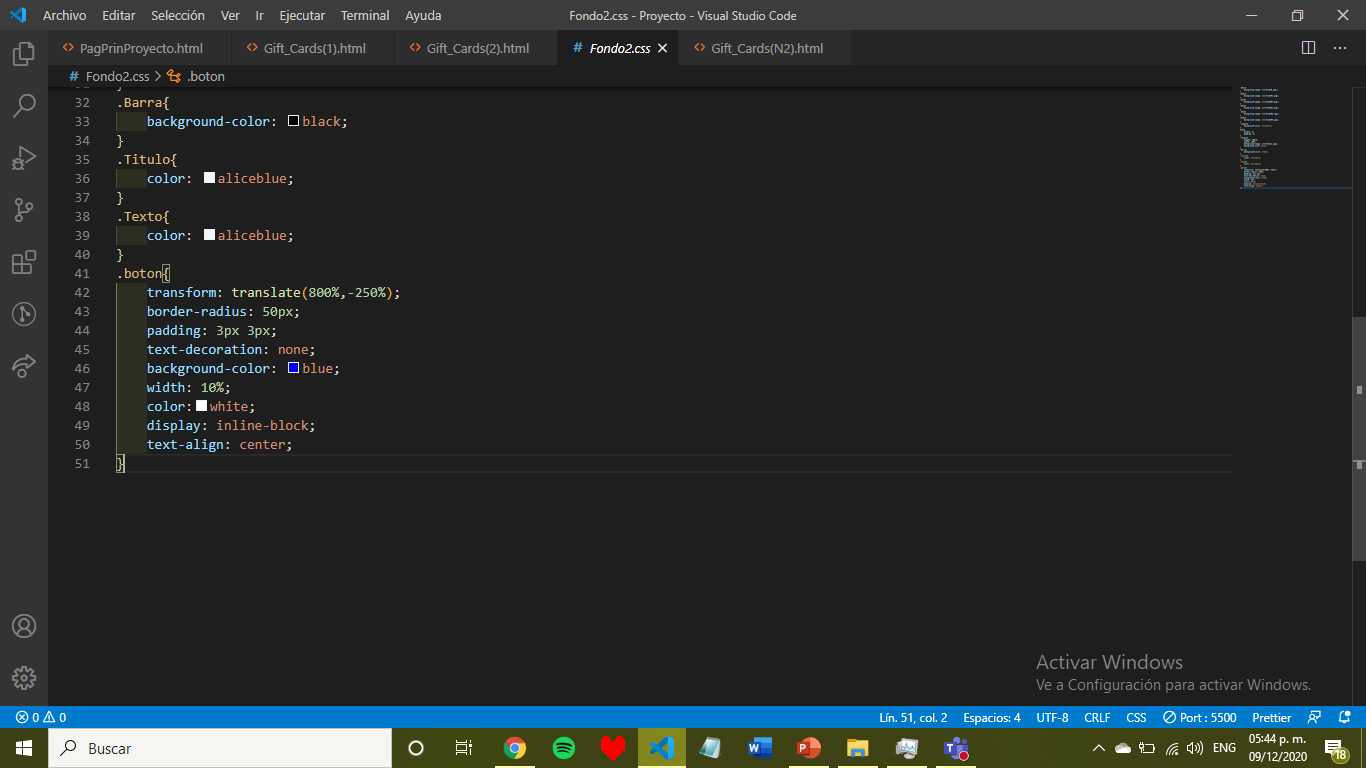 Archivo Editar Selección Ver Ir Ejecutar Terminal Ayuda Fondo2.css - Proyecto - Visual Studio Code
PagPrinProyecto.html Gift_Cards(1).html Gift_Cards(2).html # Fondo2.css Gift_Cards(N2).html
# Fondo2.css > .boton
32 .Barra{
33 background-color: black;
34 }
35 .Titulo{
36 color: aliceblue;
37 }
38 .Texto{
39 color: aliceblue;
40 }
41 .boton{
42 transform: translate(800%,-250%);
43 border-radius: 50px;
44 padding: 3px 3px;
45 text-decoration: none;
46 background-color: blue;
47 width: 10%;
48 color: white;
49 display: inline-block;
50 text-align: center;
51 }
Activar Windows
Ve a Configuración para activar Windows.
0 0 Lín. 51, col. 2 Espacios: 4 UTF-8 CRLF CSS Port : 5500 Prettier
Buscar
ENG
05:44 p. m.
09/12/2020
18